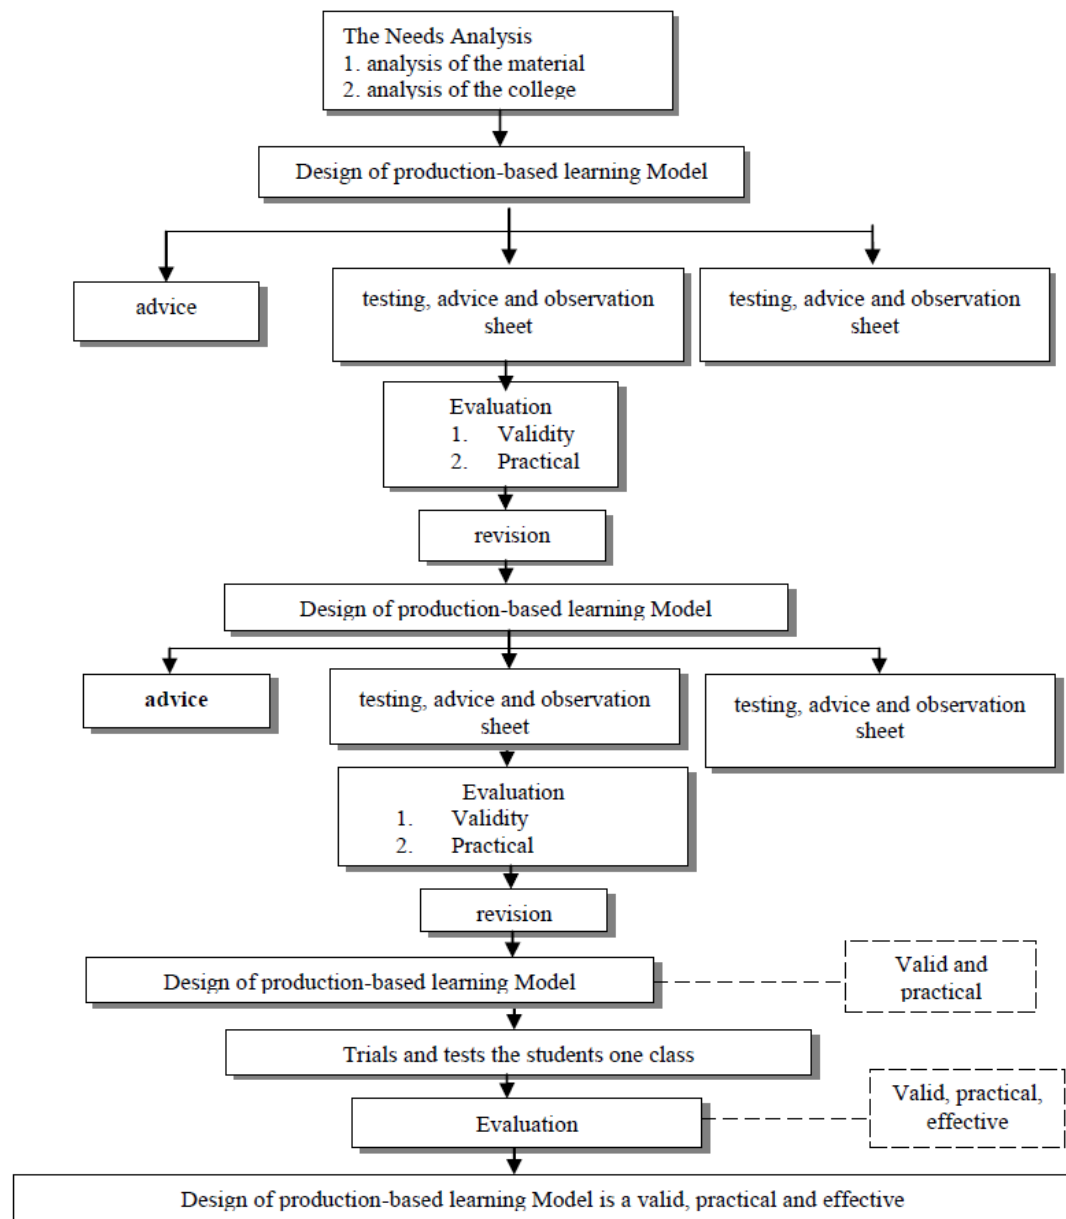 The Needs Analysis
1. analysis of the material
2. analysis of the college
Design of production-based learning Model
advice
testing, advice and observation
sheet
testing, advice and observation
sheet
Evaluation
1. Validity
2. Practical
revision
Design of production-based learning Model
advice
testing, advice and observation
sheet
testing, advice and observation
sheet
Evaluation
1. Validity
2. Practical
revision
Design of production-based learning Model
Valid and
practical
Trials and tests the students one class
Evaluation
Valid, practical,
effective
Design of production-based learning Model is a valid, practical and effective